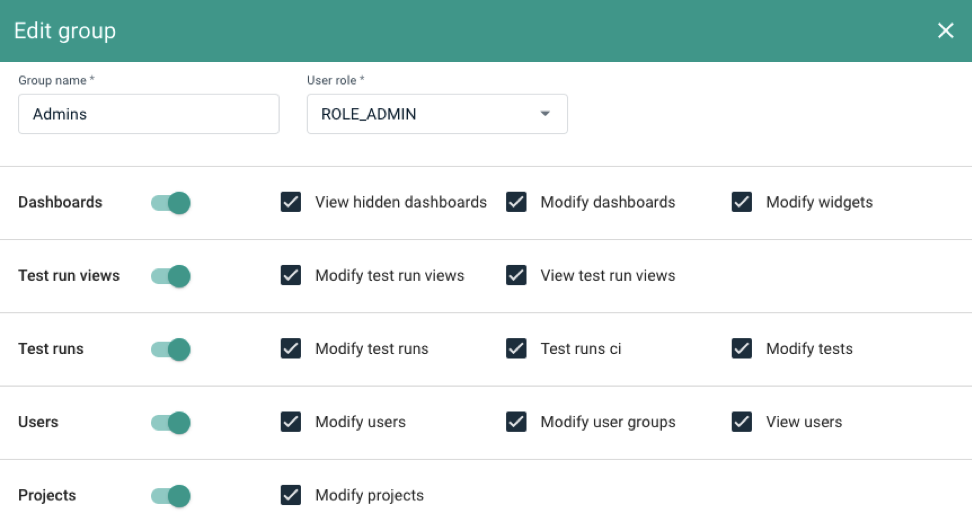 Edit group
Group name * User role *
Admins ROLE_ADMIN
Dashboards View hidden dashboards Modify dashboards Modify widgets
Test run views Modify test run views View test run views
Test runs Modify test runs Test runs ci Modify tests
Users Modify users Modify user groups View users
Projects Modify projects